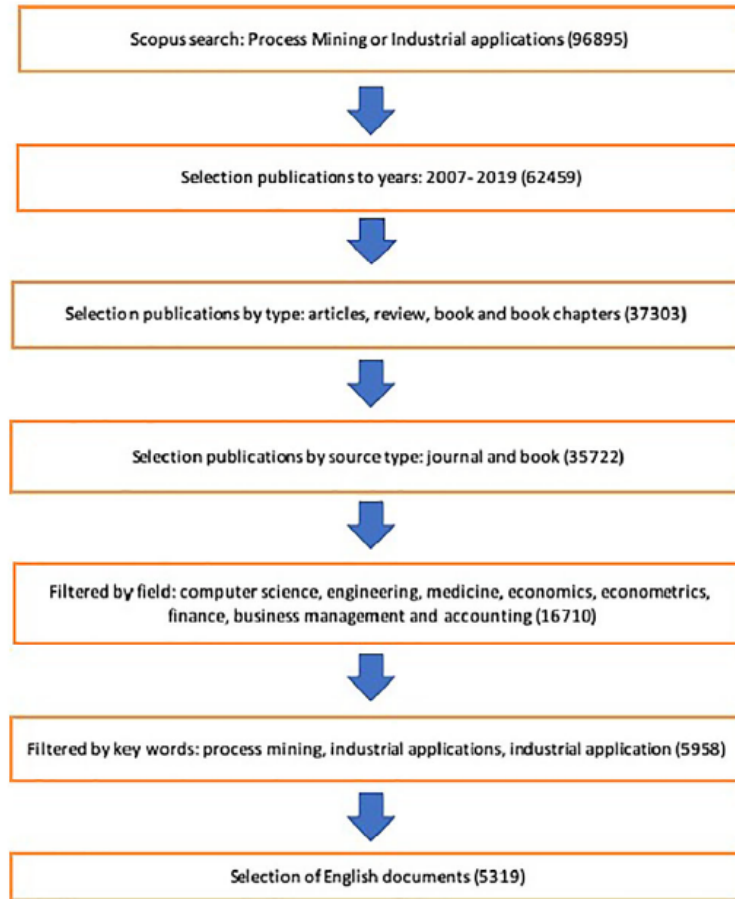 Scopus search: Process Mining or Industrial applications (96895)
Selection publications to years: 2007- 2019 (62459)
Selection publications by type: articles, review, book and book chapters (37303)
Selection publications by source type: journal and book (35722)
Filtered by field: computer science, engineering, medicine, economics, econometrics,
finance, business management and accounting (16710)
Filtered by key words: process mining, industrial applications, industrial application (5958)
Selection of English documents (5319)